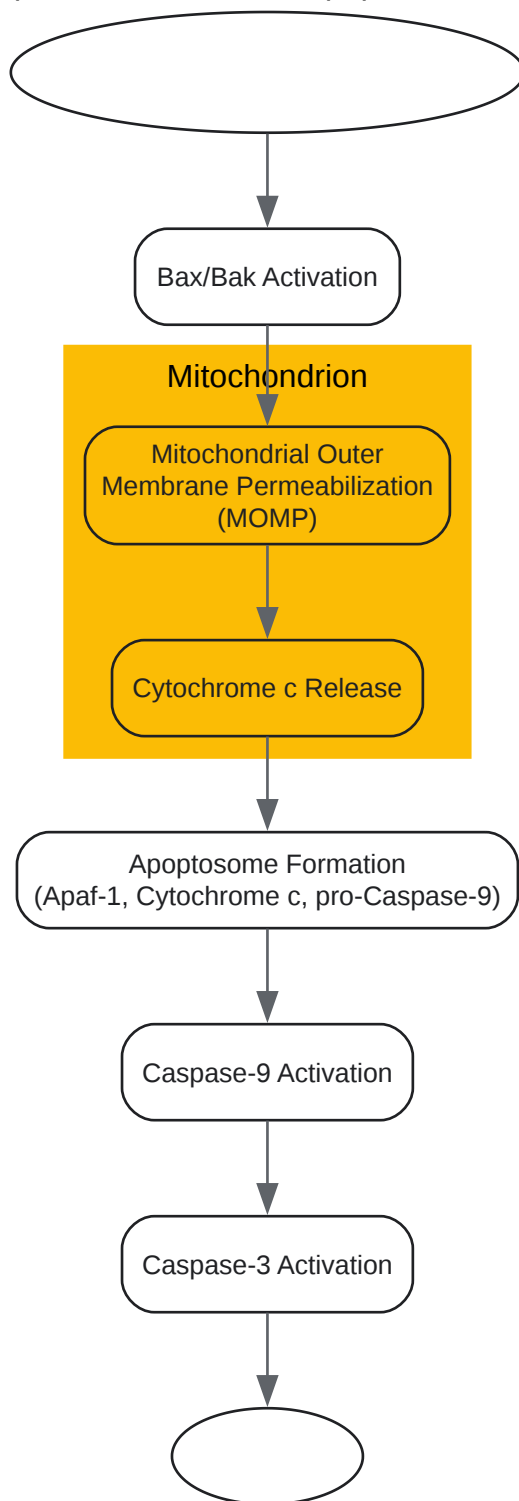 Bax/Bak Activation
Mitochondrion
Mitochondrial Outer
Membrane Permeabilization
(MOMP)
Cytochrome c Release
Apoptosome Formation
(Apaf-1, Cytochrome c, pro-Caspase-9)
Caspase-9 Activation
Caspase-3 Activation